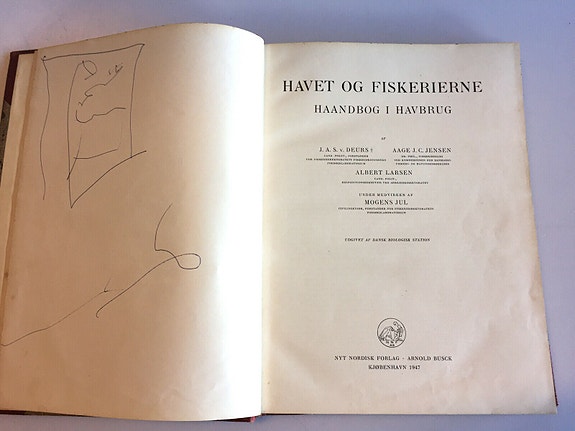 HAVET OG FISKERIERNE
HAANDBOG I HAVBRUG
AF
J. A. S. v. DEURS †
AAGE J. C. JENSEN
ALBERT LARSEN
UNDER MEDVIRKEN AF
MOGENS JUL
UDGIVET AF DANSK BIOLOGISK STATION
NYT NORDISK FORLAG · ARNOLD BUSCK
KJØBENHAVN 1947